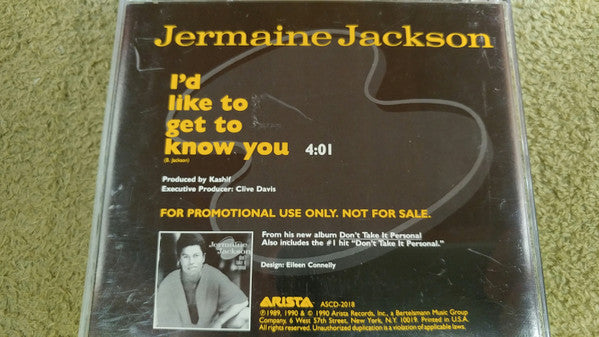 Jermaine Jackson
I'd
like to
get to
know you 4:01
(B. Jackson)
Produced by Kashif
Executive Producer: Clive Davis
FOR PROMOTIONAL USE ONLY. NOT FOR SALE.
From his new album Don't Take It Personal
Also includes the #1 hit "Don't Take It Personal."
Jermaine
Jackson
don't
take it
personal
Design: Eileen Connelly
ARISTA ASCD-2018
℗1989, 1990 & © 1990 Arista Records, Inc., a Bertelsmann Music Group
Company, 6 West 57th Street, New York, N.Y. 10019. Printed in U.S.A.
All rights reserved. Unauthorized duplication is a violation of applicable laws.